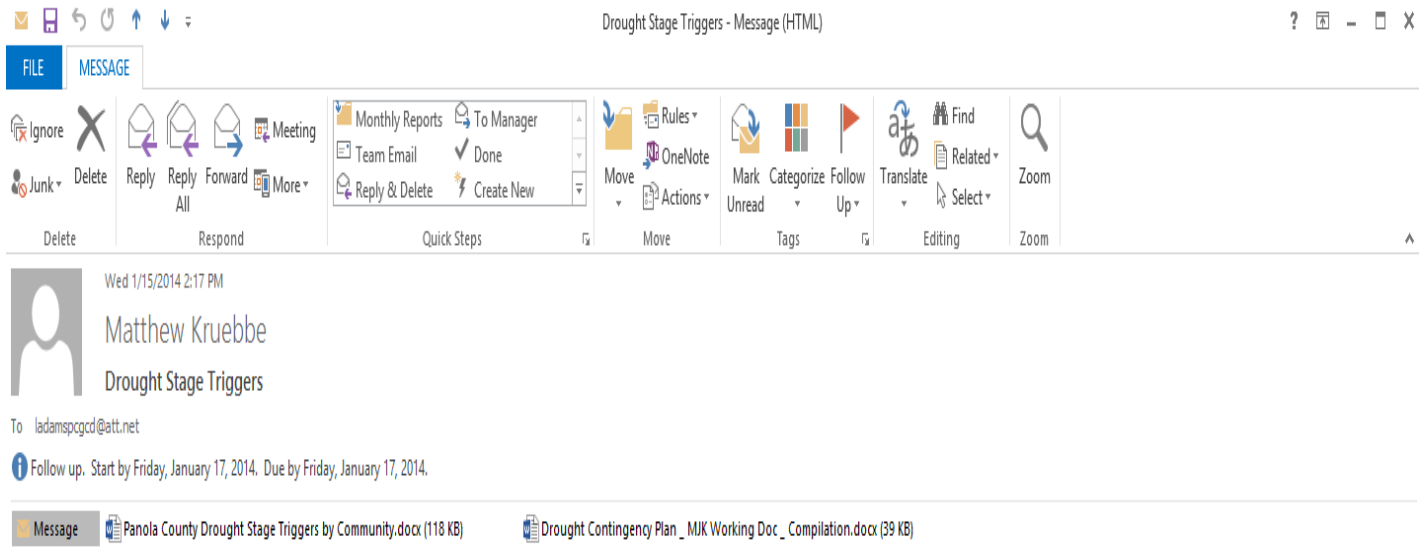 Drought Stage Triggers - Message (HTML)
?
X
FILE MESSAGE
Ignore
Junk
Delete
Delete
Reply
Reply All
Forward
Meeting
More
Respond
Monthly Reports To Manager
Team Email Done
Reply & Delete Create New
Quick Steps
Move
Rules
OneNote
Actions
Move
Mark Unread
Categorize
Follow Up
Tags
Translate
Find
Related
Select
Editing
Zoom
Zoom
Wed 1/15/2014 2:17 PM
Matthew Kruebbe
Drought Stage Triggers
To ladamspcgcd@att.net
Follow up. Start by Friday, January 17, 2014. Due by Friday, January 17, 2014.
Message Panola County Drought Stage Triggers by Community.docx (118 KB) Drought Contingency Plan _ MJK Working Doc _ Compilation.docx (39 KB)